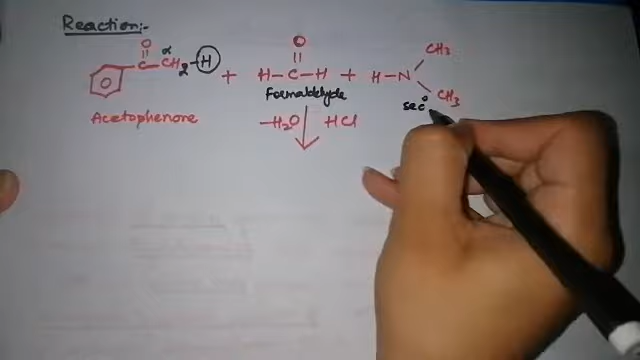 Reaction:-
O α
C CH2 H + H-C-H + H-N CH3 CH3
O
Formaldehyde
sec°
Acetophenone
-H2O HCl